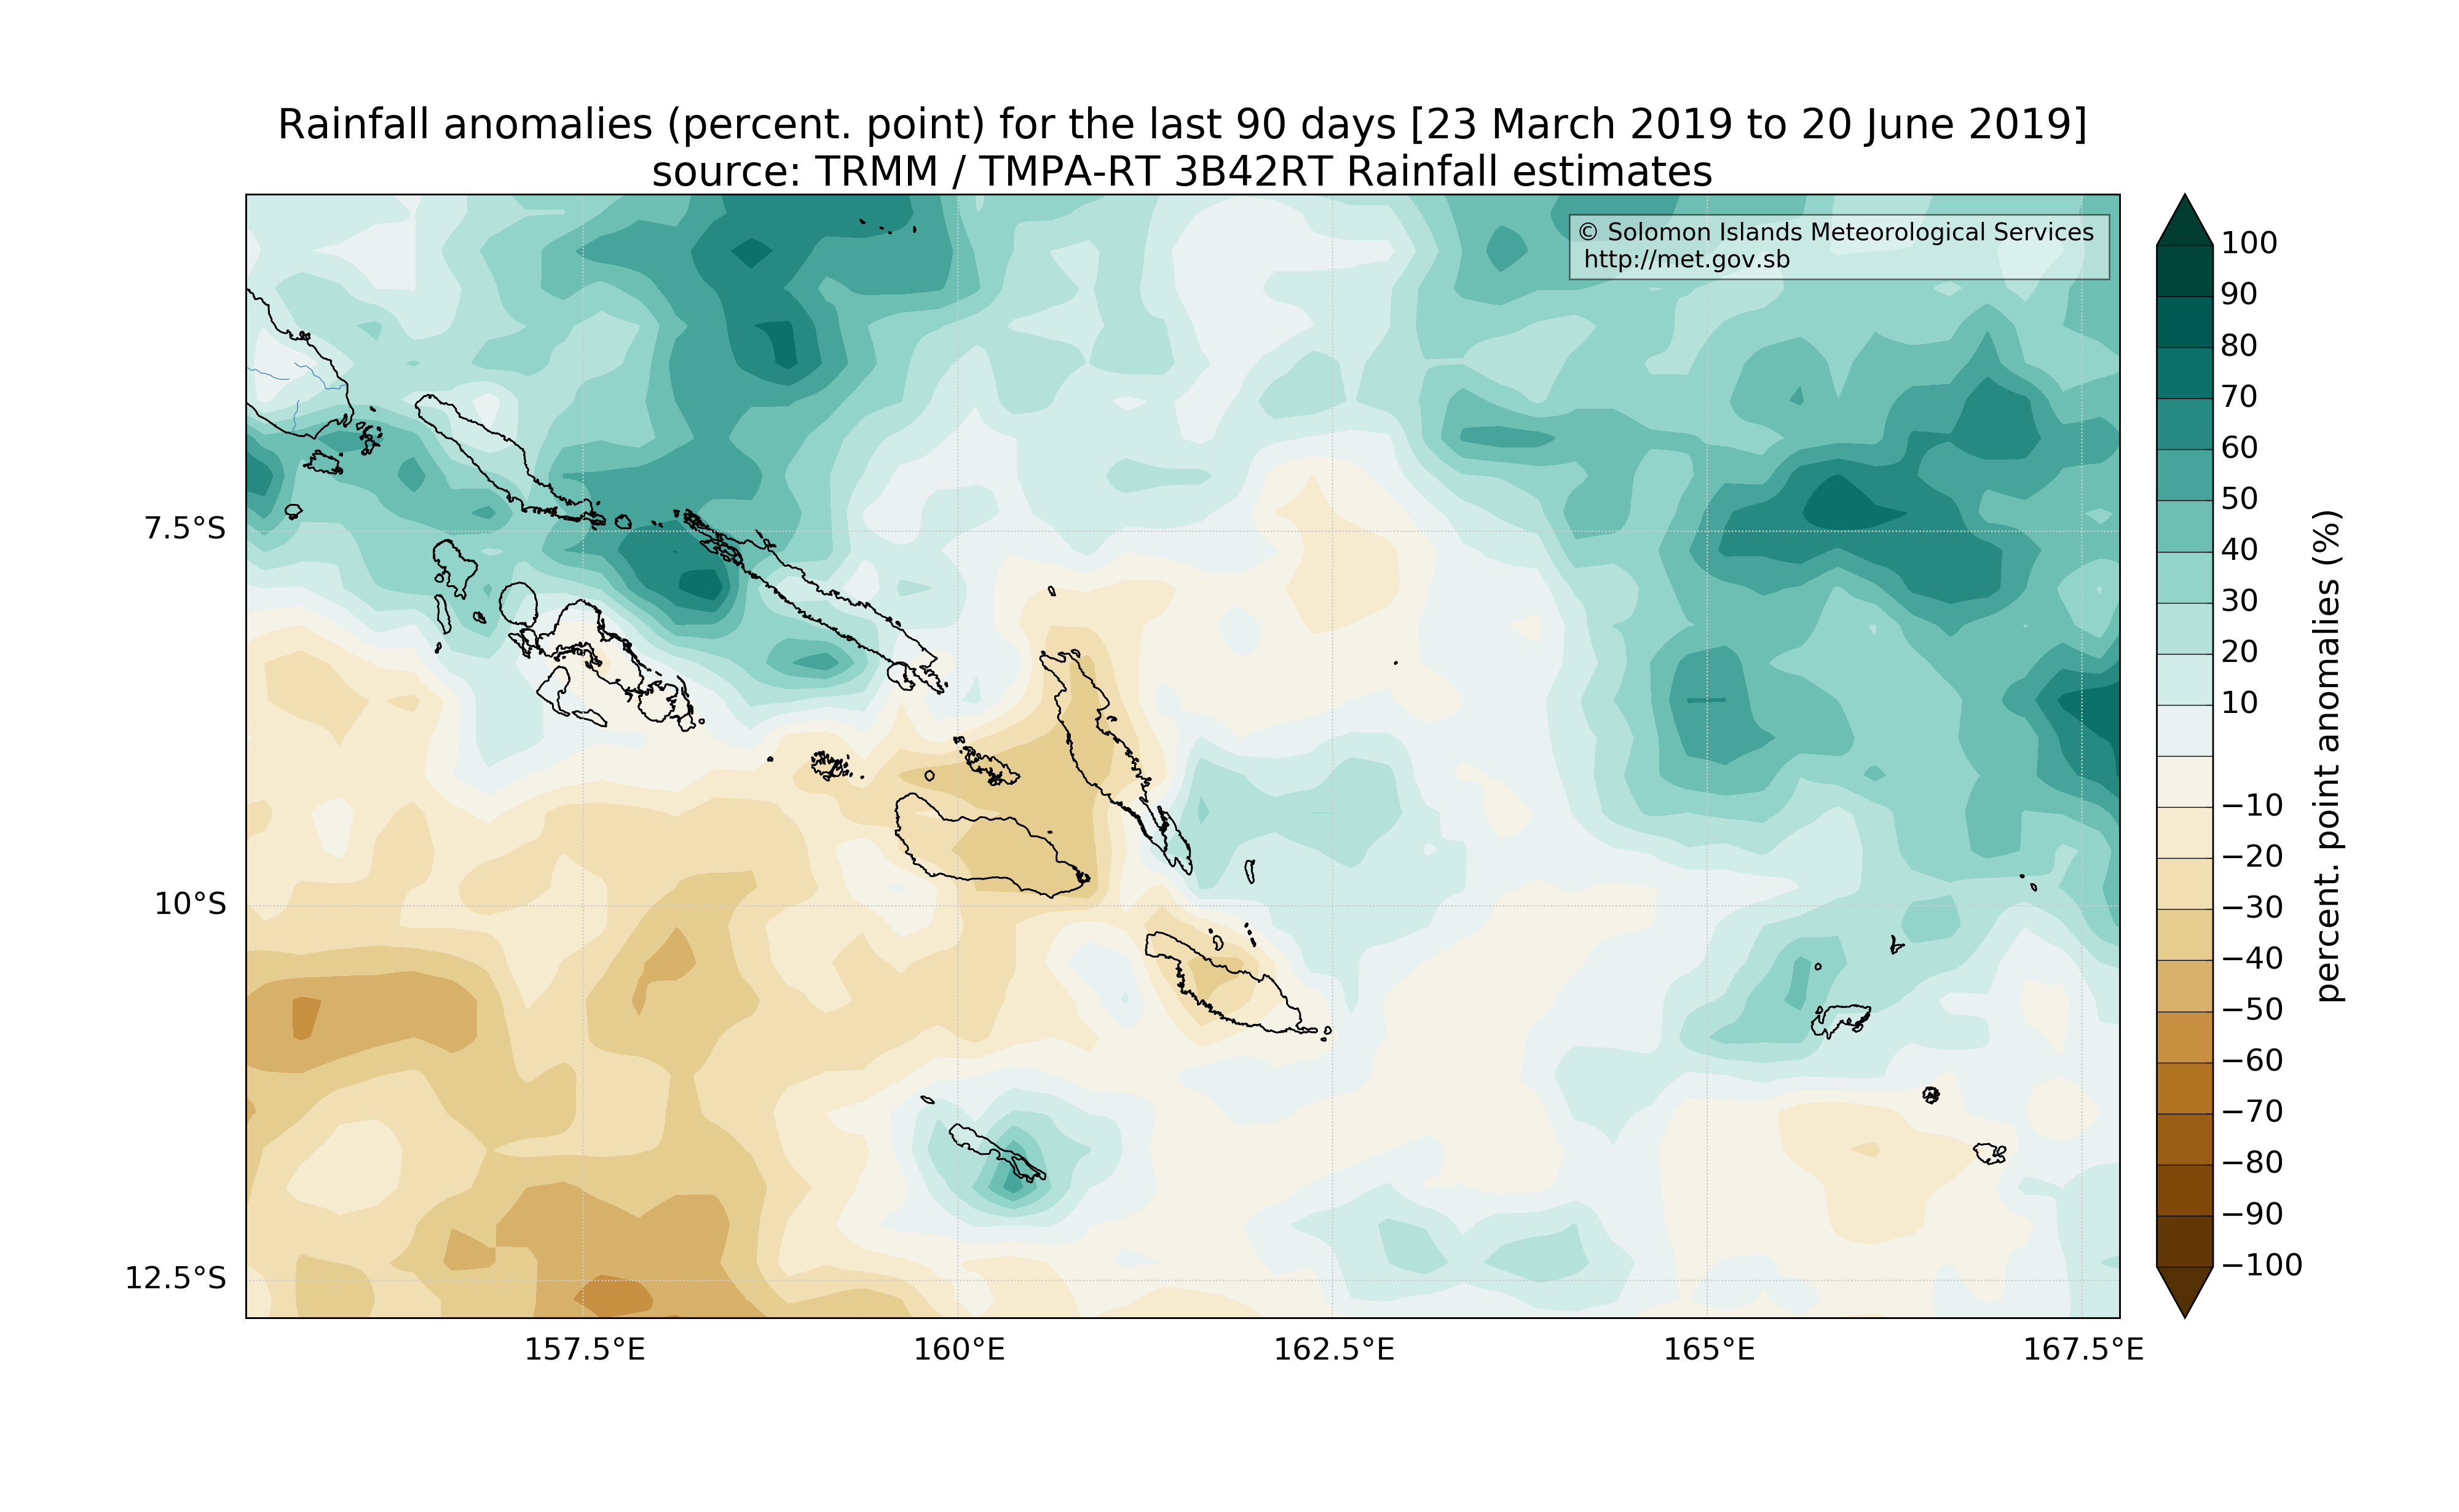 Rainfall anomalies (percent. point) for the last 90 days [23 March 2019 to 20 June 2019]
source: TRMM / TMPA-RT 3B42RT Rainfall estimates
© Solomon Islands Meteorological Services
http://met.gov.sb
7.5°S
10°S
12.5°S
157.5°E
160°E
162.5°E
165°E
167.5°E
100
90
80
70
60
50
40
30
20
10
−10
−20
−30
−40
−50
−60
−70
−80
−90
−100
percent. point anomalies (%)